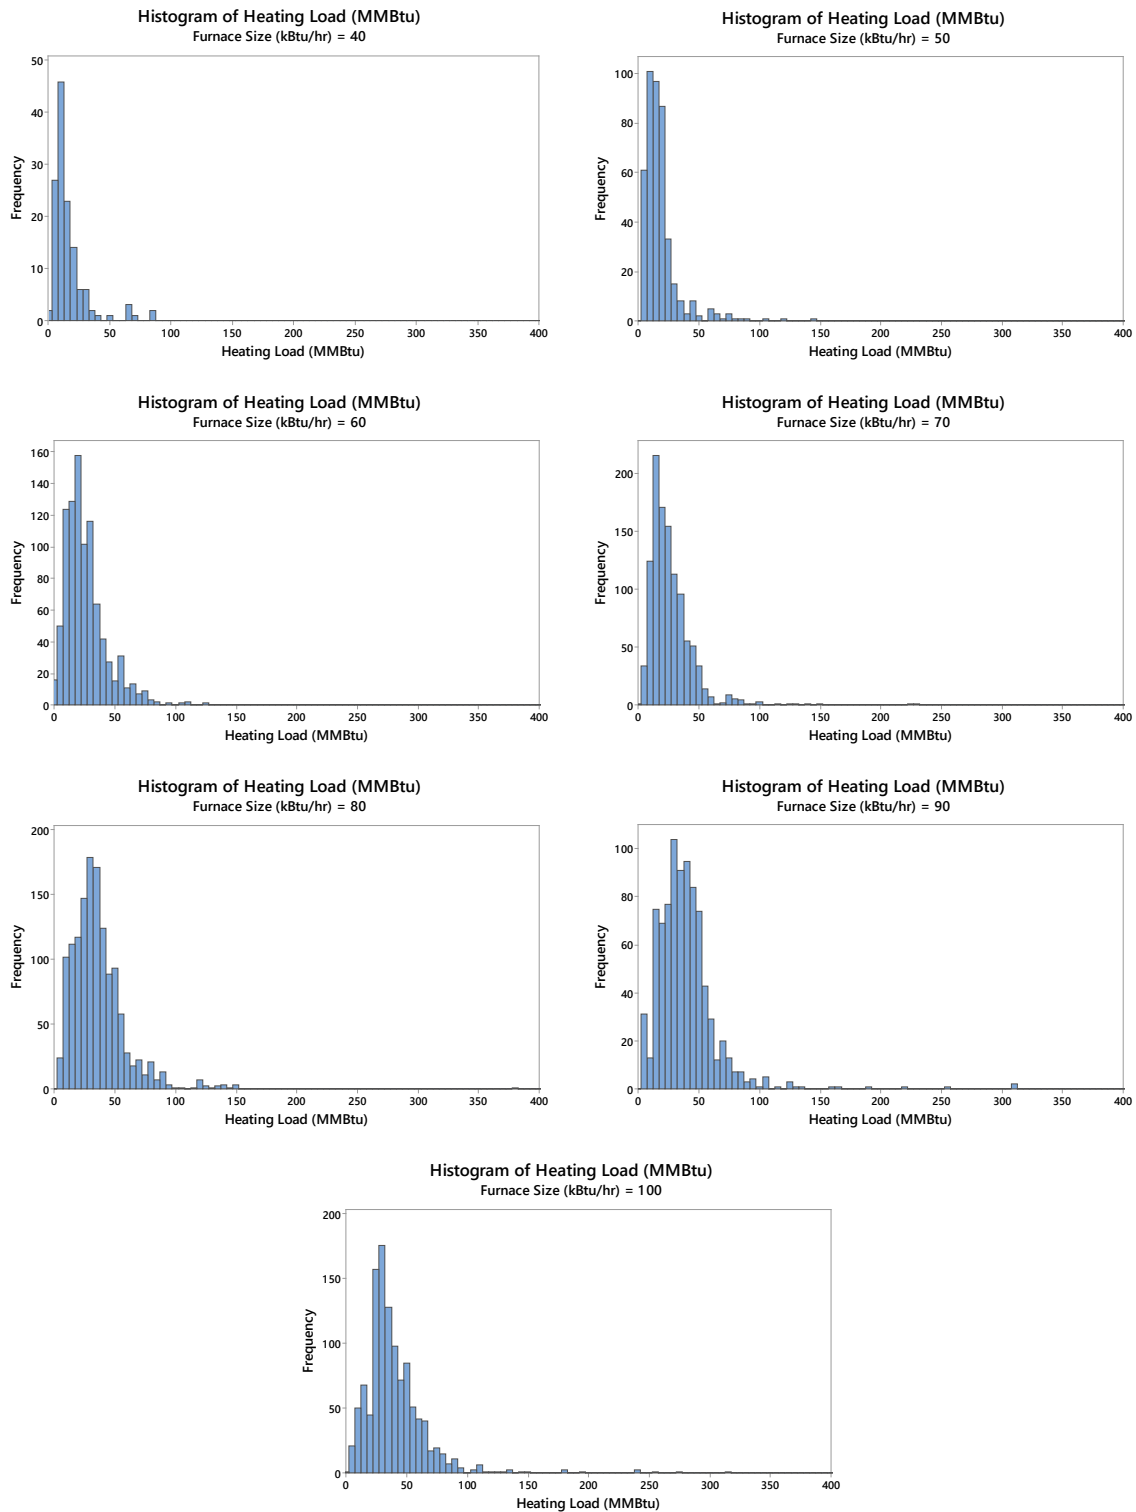 Histogram of Heating Load (MMBtu)
Furnace Size (kBtu/hr) = 40
50
40
30
20
10
0
Frequency
0 50 100 150 200 250 300 350 400
Heating Load (MMBtu)
Histogram of Heating Load (MMBtu)
Furnace Size (kBtu/hr) = 50
100
80
60
40
20
0
Frequency
0 50 100 150 200 250 300 350 400
Heating Load (MMBtu)
Histogram of Heating Load (MMBtu)
Furnace Size (kBtu/hr) = 60
160
140
120
100
80
60
40
20
0
Frequency
0 50 100 150 200 250 300 350 400
Heating Load (MMBtu)
Histogram of Heating Load (MMBtu)
Furnace Size (kBtu/hr) = 70
200
150
100
50
0
Frequency
0 50 100 150 200 250 300 350 400
Heating Load (MMBtu)
Histogram of Heating Load (MMBtu)
Furnace Size (kBtu/hr) = 80
200
150
100
50
0
Frequency
0 50 100 150 200 250 300 350 400
Heating Load (MMBtu)
Histogram of Heating Load (MMBtu)
Furnace Size (kBtu/hr) = 90
100
80
60
40
20
0
Frequency
0 50 100 150 200 250 300 350 400
Heating Load (MMBtu)
Histogram of Heating Load (MMBtu)
Furnace Size (kBtu/hr) = 100
200
150
100
50
0
Frequency
0 50 100 150 200 250 300 350 400
Heating Load (MMBtu)